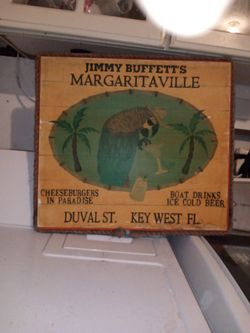 JIMMY BUFFETT'S
MARGARITAVILLE
CHEESEBURGERS
IN PARADISE
BOAT DRINKS
ICE COLD BEER
DUVAL ST. KEY WEST FL.